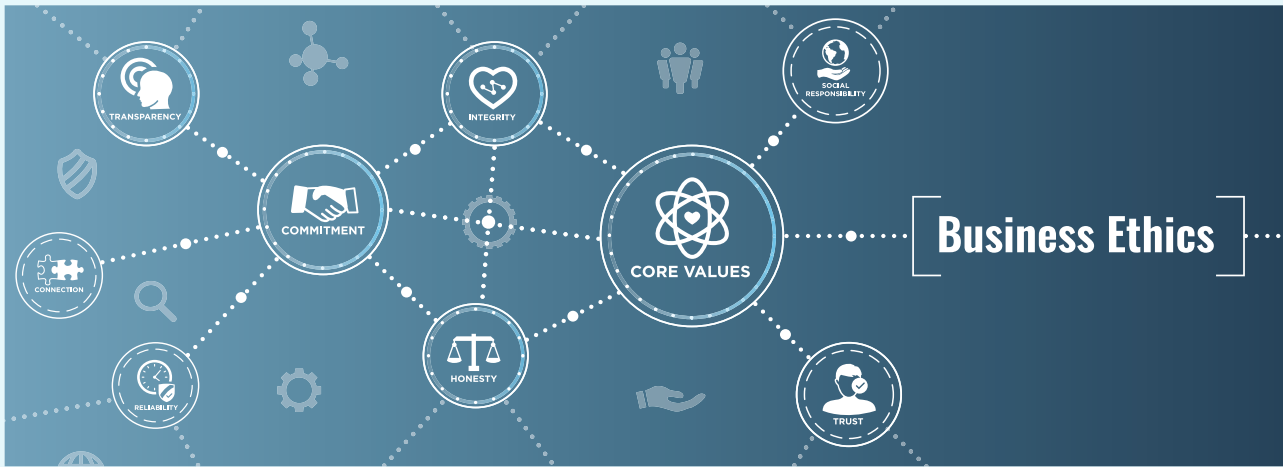 TRANSPARENCY
INTEGRITY
SOCIAL
RESPONSIBILITY
COMMITMENT
CORE VALUES
Business Ethics
CONNECTION
HONESTY
RELIABILITY
TRUST